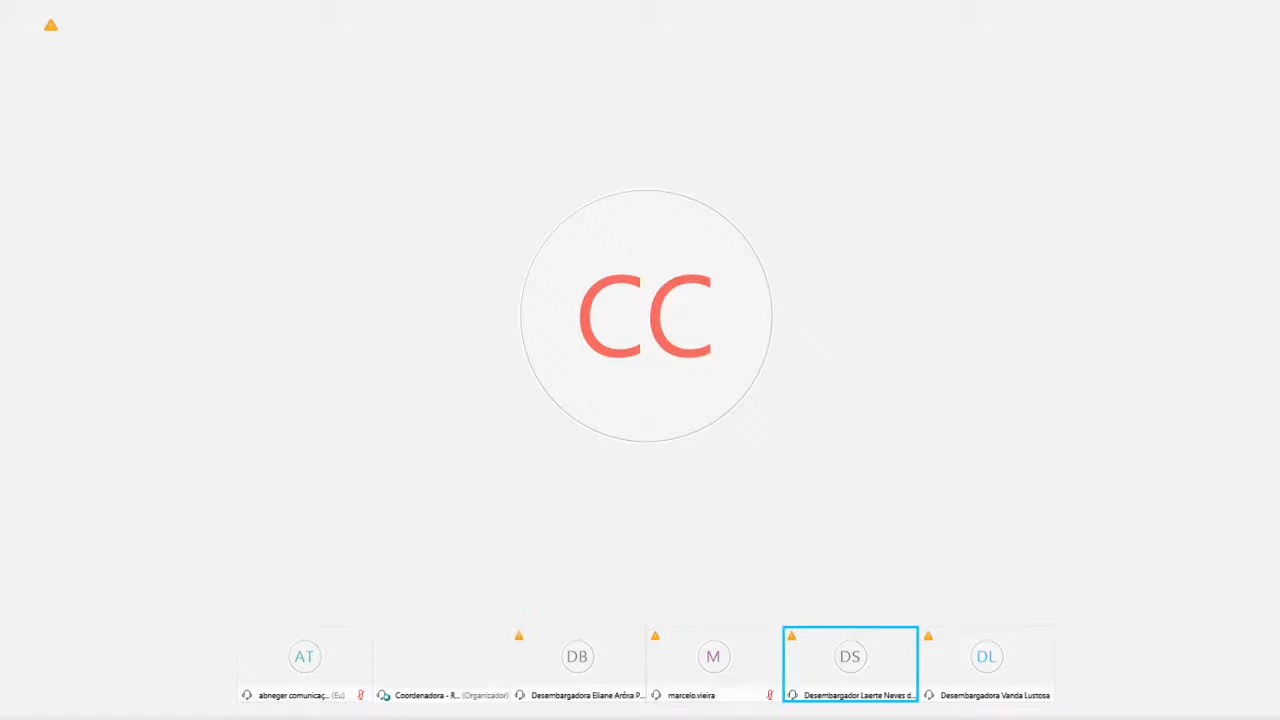 CC
AT
DB
M
DS
DL
abneger comunicaç... (Eu)
Coordenadora - R... (Organizador)
Desembargadora Eliane Arôxa P...
marcelo.vieira
Desembargador Laerte Neves d...
Desembargadora Vanda Lustosa